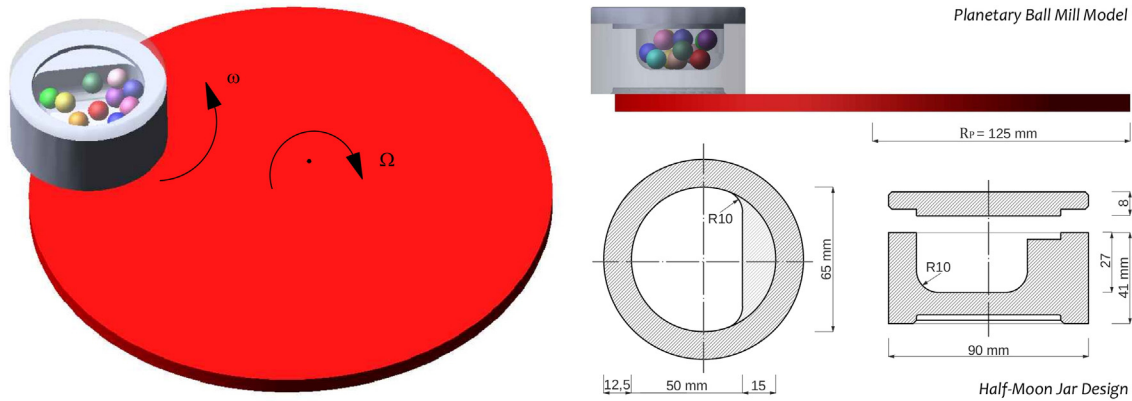 Planetary Ball Mill Model
ω
Ω
RP = 125 mm
R10
65 mm
8
R10
27
41 mm
90 mm
12,5
50 mm
15
Half-Moon Jar Design